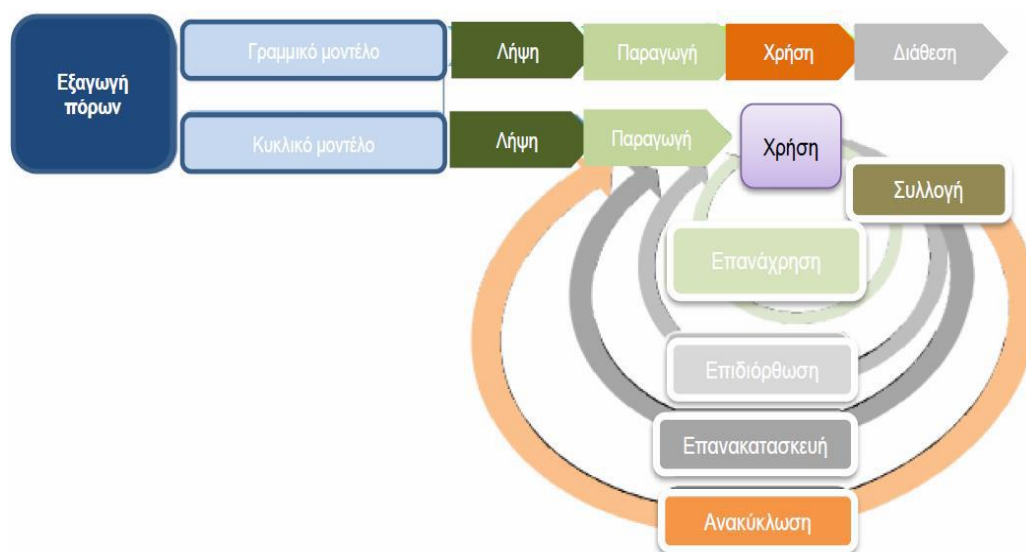 Εξαγωγή
πόρων
Γραμμικό μοντέλο
Λήψη
Παραγωγή
Χρήση
Διάθεση
Κυκλικό μοντέλο
Λήψη
Παραγωγή
Χρήση
Συλλογή
Επανάχρηση
Επιδιόρθωση
Επανακατασκευή
Ανακύκλωση